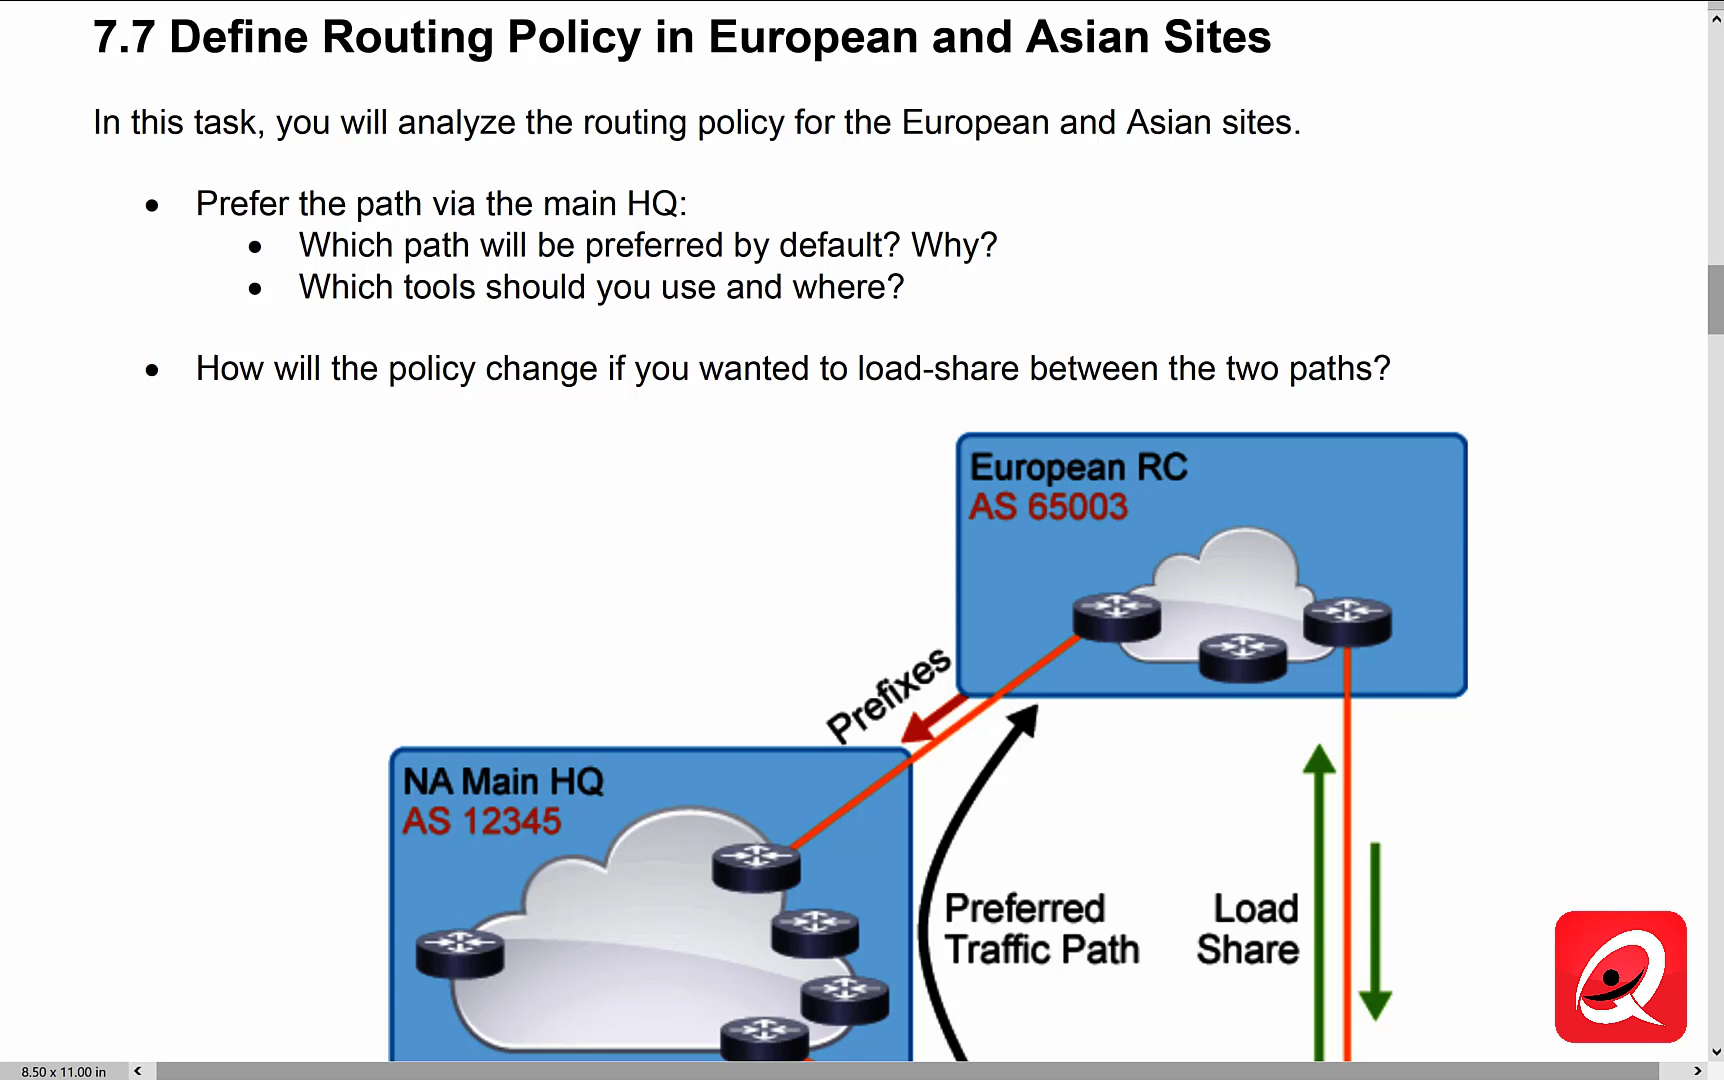 7.7 Define Routing Policy in European and Asian Sites
In this task, you will analyze the routing policy for the European and Asian sites.
• Prefer the path via the main HQ:
• Which path will be preferred by default? Why?
• Which tools should you use and where?
• How will the policy change if you wanted to load-share between the two paths?
European RC
AS 65003
Prefixes
NA Main HQ
AS 12345
Preferred
Traffic Path
Load
Share
8.50 x 11.00 in